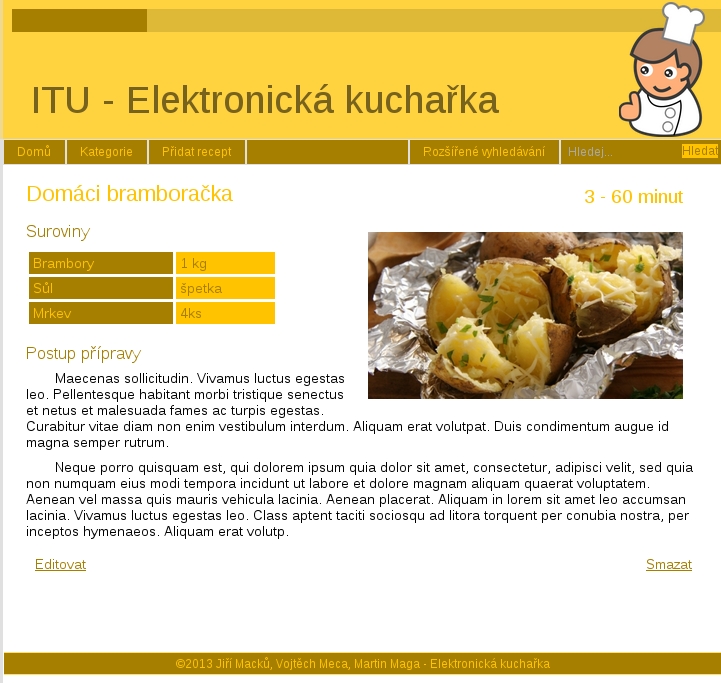 ITU - Elektronická kuchařka
Domů Kategorie Přidat recept Rozšířené vyhledávání Hledej... Hledat
Domáci bramboračka
3 - 60 minut
Suroviny
Brambory 1 kg
Sůl špetka
Mrkev 4ks
Postup přípravy
Maecenas sollicitudin. Vivamus luctus egestas
leo. Pellentesque habitant morbi tristique senectus
et netus et malesuada fames ac turpis egestas.
Curabitur vitae diam non enim vestibulum interdum. Aliquam erat volutpat. Duis condimentum augue id
magna semper rutrum.
Neque porro quisquam est, qui dolorem ipsum quia dolor sit amet, consectetur, adipisci velit, sed quia
non numquam eius modi tempora incidunt ut labore et dolore magnam aliquam quaerat voluptatem.
Aenean vel massa quis mauris vehicula lacinia. Aenean placerat. Aliquam in lorem sit amet leo accumsan
lacinia. Vivamus luctus egestas leo. Class aptent taciti sociosqu ad litora torquent per conubia nostra, per
inceptos hymenaeos. Aliquam erat volutp.
Editovat Smazat
©2013 Jiří Macků, Vojtěch Meca, Martin Maga - Elektronická kuchařka